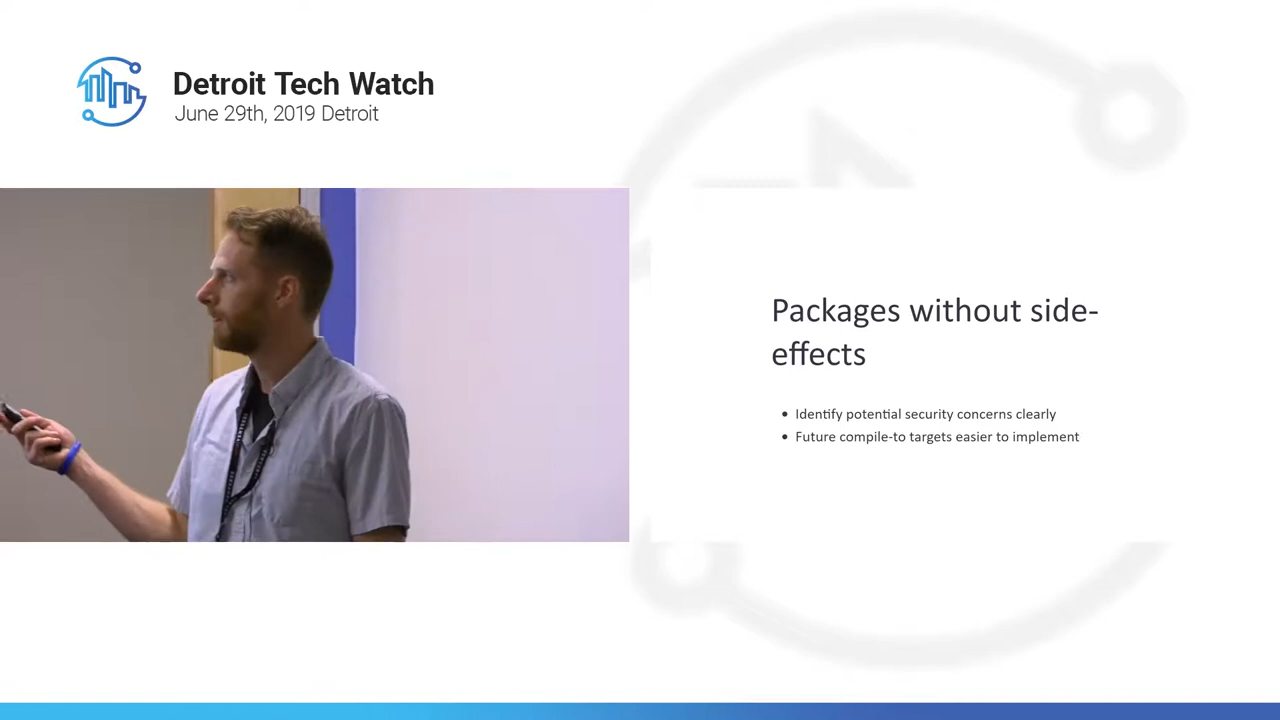 Detroit Tech Watch
June 29th, 2019 Detroit
Packages without side-
effects
• Identify potential security concerns clearly
• Future compile-to targets easier to implement